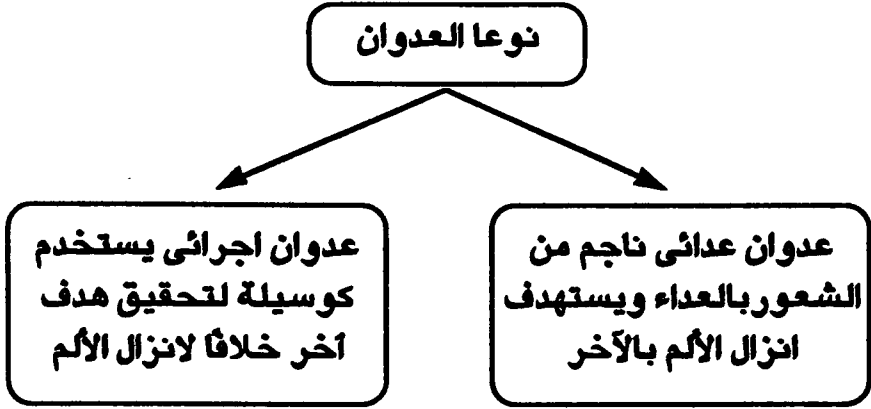 نوعا العدوان
عدوان عدائى ناجم من
الشعور بالعداء ويستهدف
انزال الألم بالآخر
عدوان اجرائى يستخدم
كوسيلة لتحقيق هدف
آخر خلافًا لانزال الألم